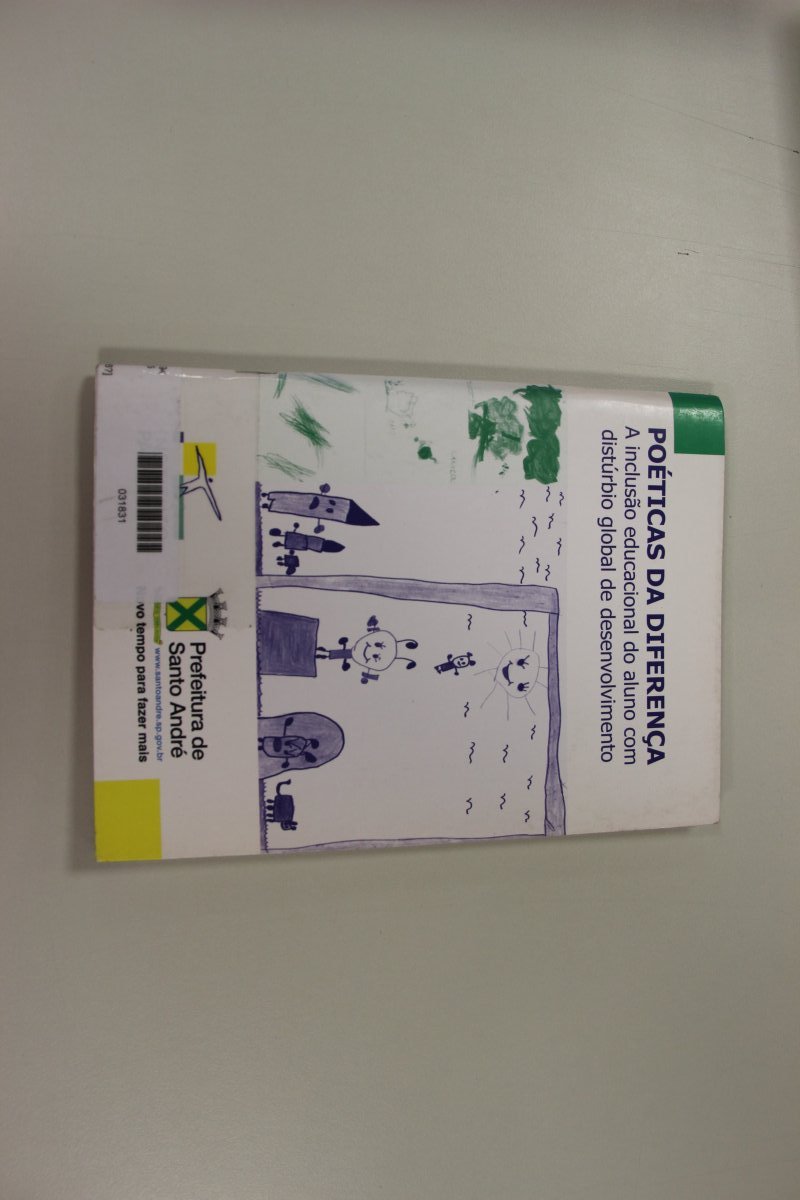 POÉTICAS DA DIFERENÇA
A inclusão educacional do aluno com
distúrbio global de desenvolvimento
Prefeitura de
Santo André
www.santoandre.sp.gov.br
vo tempo para fazer mais
031831